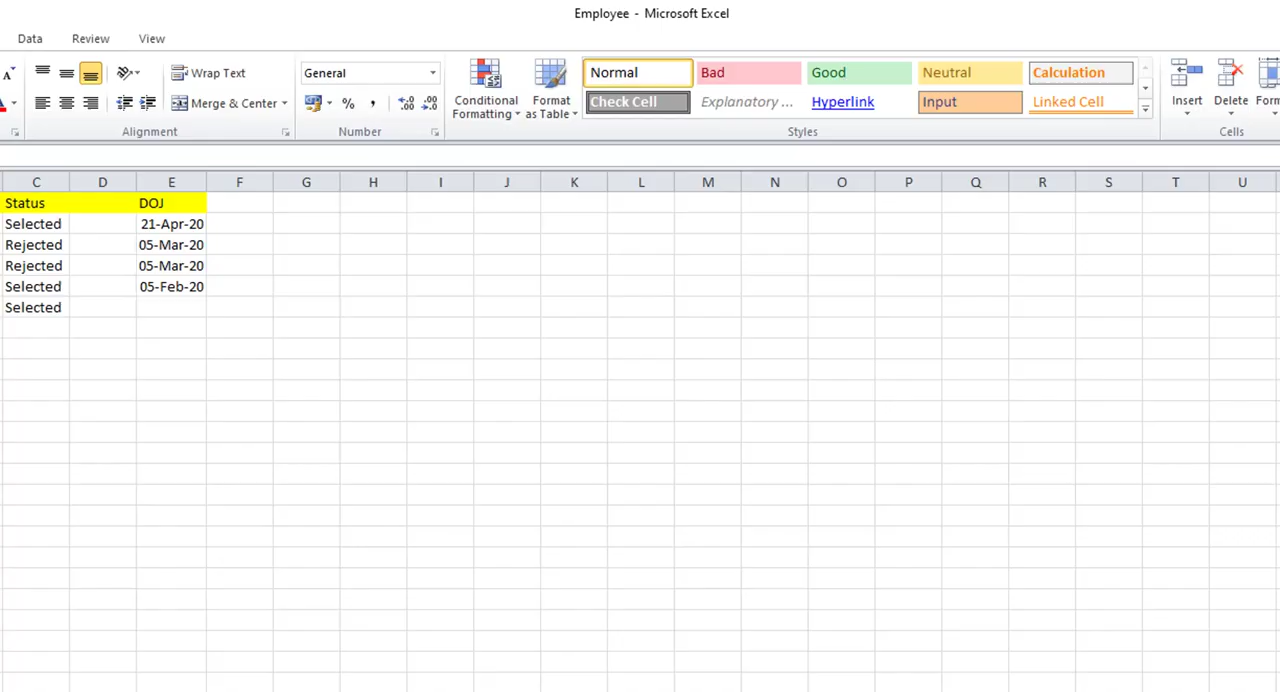 Employee - Microsoft Excel
Data Review View
A Wrap Text General Conditional Formatting Format as Table Normal Bad Good Neutral Calculation Insert Delete
A Merge & Center % , Check Cell Explanatory ... Hyperlink Input Linked Cell
Alignment Number Styles Cells
C D E F G H I J K L M N O P Q R S T U
Status DOJ
Selected 21-Apr-20
Rejected 05-Mar-20
Rejected 05-Mar-20
Selected 05-Feb-20
Selected